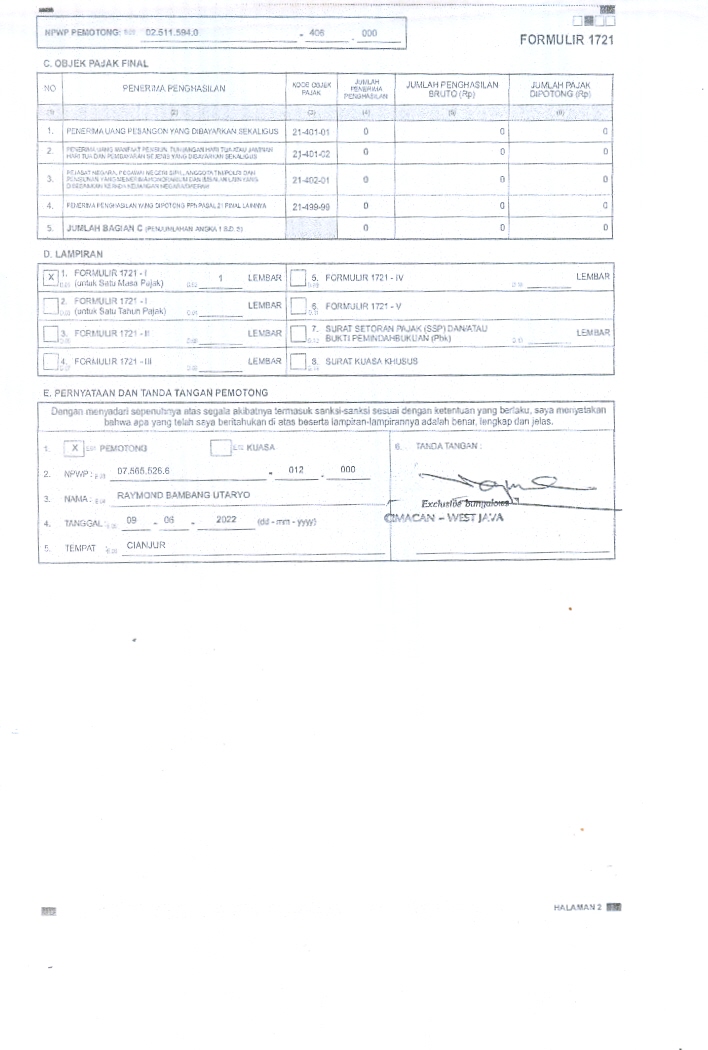 NPWP PEMOTONG: 02.511.594.0 - 406 . 000
FORMULIR 1721
C. OBJEK PAJAK FINAL
NO PENERIMA PENGHASILAN KODE OBJEK PAJAK JUMLAH PENERIMA PENGHASILAN JUMLAH PENGHASILAN BRUTO (Rp) JUMLAH PAJAK DIPOTONG (Rp)
(1) (2) (3) (4) (5) (6)
1. PENERIMA UANG PESANGON YANG DIBAYARKAN SEKALIGUS 21-401-01 0 0 0
2. PENERIMA UANG MANFAAT PENSIUN, TUNJANGAN HARI TUA ATAU JAMINAN
HARI TUA DAN PEMBAYARAN SEJENIS YANG DIBAYARKAN SEKALIGUS 21-401-02 0 0 0
3. PEJABAT NEGARA, PEGAWAI NEGERI SIPIL, ANGGOTA TNI/POLRI DAN
PENSIUNAN YANG MENERIMA HONORARIUM DAN IMBALAN LAIN YANG
DIBEBANKAN KEPADA KEUANGAN NEGARA/DAERAH 21-402-01 0 0 0
4. PENERIMA PENGHASILAN YANG DIPOTONG PPh PASAL 21 FINAL LAINNYA 21-499-99 0 0 0
5. JUMLAH BAGIAN C (PENJUMLAHAN ANGKA 1 S.D. 2) 0 0 0
D. LAMPIRAN
X 1. FORMULIR 1721 - I
(untuk Satu Masa Pajak) 1 LEMBAR
5. FORMULIR 1721 - IV LEMBAR
2. FORMULIR 1721 - I
(untuk Satu Tahun Pajak) LEMBAR
6. FORMULIR 1721 - V
3. FORMULIR 1721 - II LEMBAR
7. SURAT SETORAN PAJAK (SSP) DAN/ATAU
BUKTI PEMINDAHBUKUAN (Pbk) LEMBAR
4. FORMULIR 1721 - III LEMBAR
8. SURAT KUASA KHUSUS
E. PERNYATAAN DAN TANDA TANGAN PEMOTONG
Dengan menyadari sepenuhnya atas segala akibatnya termasuk sanksi-sanksi sesuai dengan ketentuan yang berlaku, saya menyatakan
bahwa apa yang telah saya beritahukan di atas beserta lampiran-lampirannya adalah benar, lengkap dan jelas.
1. X PEMOTONG KUASA
6. TANDA TANGAN :
2. NPWP : 07.565.526.6 - 012 . 000
3. NAMA : RAYMOND BAMBANG UTARYO
Exclusive bungalows
4. TANGGAL : 09 - 06 - 2022 (dd - mm - yyyy)
CIMACAN - WEST JAVA
5. TEMPAT : CIANJUR
HALAMAN 2